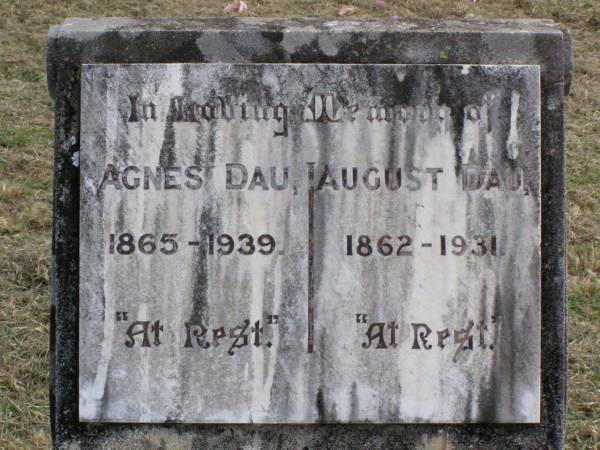 In Loving Memory of
AGNES DAU,
1865-1939.
"At Rest."
AUGUST DAU,
1862-1931.
"At Rest."